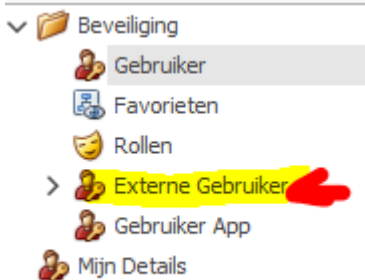 Beveiliging
Gebruiker
Favorieten
Rollen
Externe Gebruiker
Gebruiker App
Mijn Details